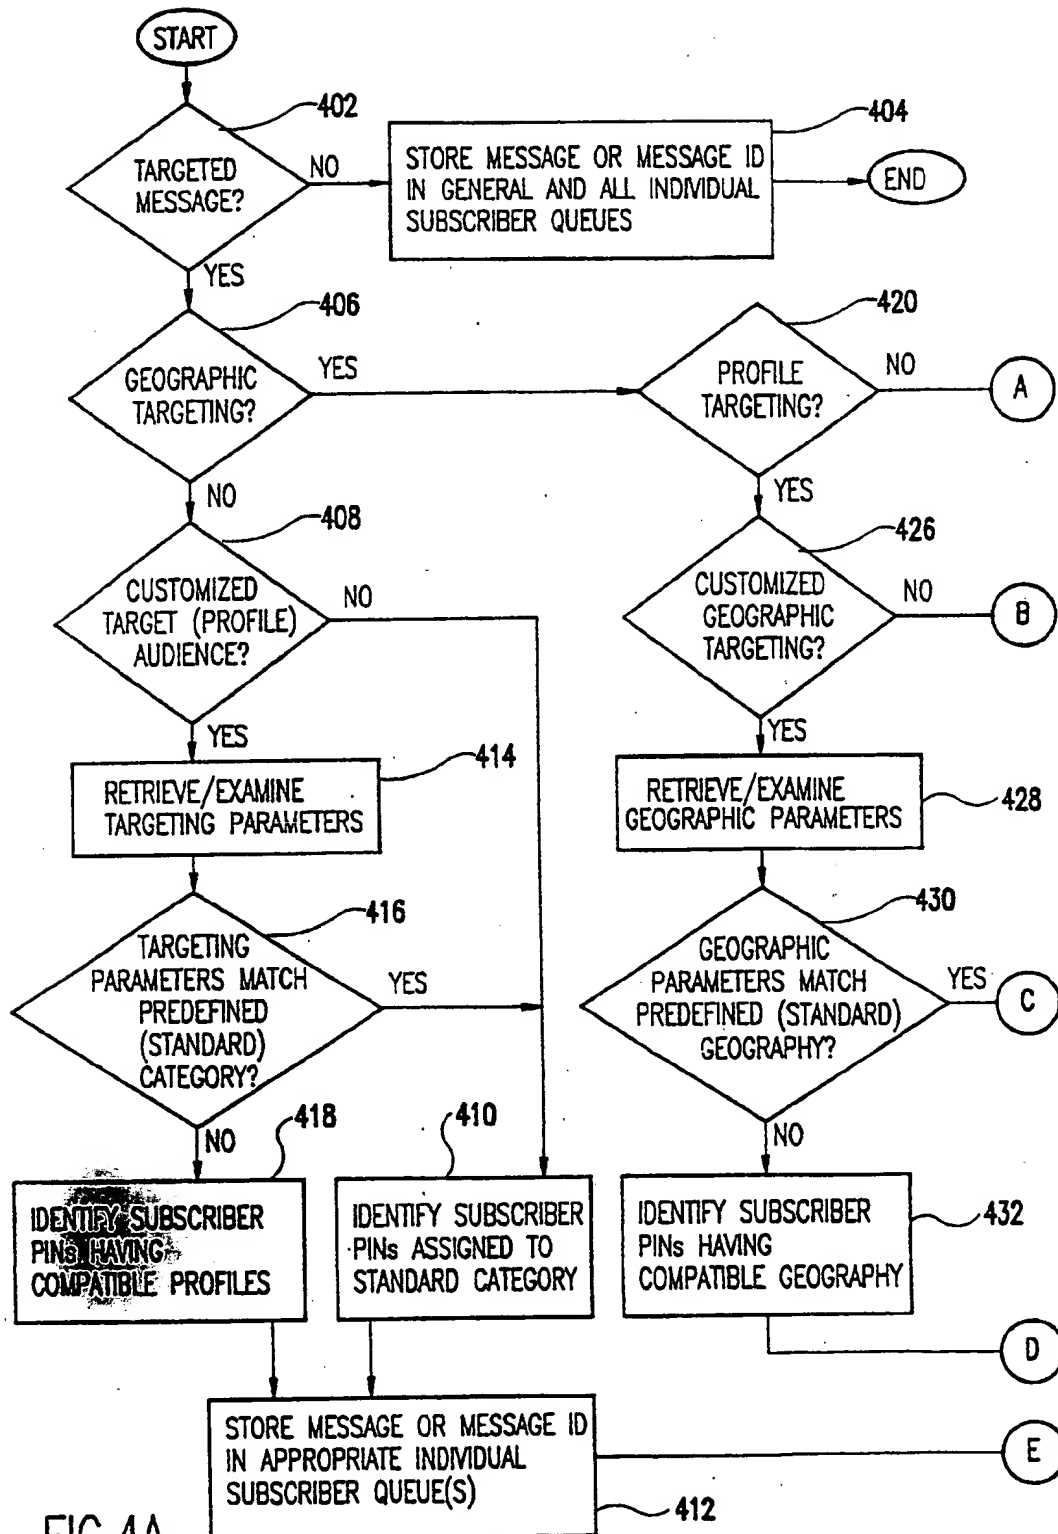 START
402
TARGETED
MESSAGE?
NO
404
STORE MESSAGE OR MESSAGE ID
IN GENERAL AND ALL INDIVIDUAL
SUBSCRIBER QUEUES
END
YES
406
GEOGRAPHIC
TARGETING?
YES
420
PROFILE
TARGETING?
NO
A
NO
YES
408
CUSTOMIZED
TARGET (PROFILE)
AUDIENCE?
NO
426
CUSTOMIZED
GEOGRAPHIC
TARGETING?
NO
B
YES
YES
414
RETRIEVE/EXAMINE
TARGETING PARAMETERS
RETRIEVE/EXAMINE
GEOGRAPHIC PARAMETERS
428
416
TARGETING
PARAMETERS MATCH
PREDEFINED
(STANDARD)
CATEGORY?
YES
430
GEOGRAPHIC
PARAMETERS MATCH
PREDEFINED (STANDARD)
GEOGRAPHY?
YES
C
NO
NO
418
IDENTIFY SUBSCRIBER
PINs HAVING
COMPATIBLE PROFILES
410
IDENTIFY SUBSCRIBER
PINs ASSIGNED TO
STANDARD CATEGORY
IDENTIFY SUBSCRIBER
PINs HAVING
COMPATIBLE GEOGRAPHY
432
D
STORE MESSAGE OR MESSAGE ID
IN APPROPRIATE INDIVIDUAL
SUBSCRIBER QUEUE(S)
412
E
FIG.4A